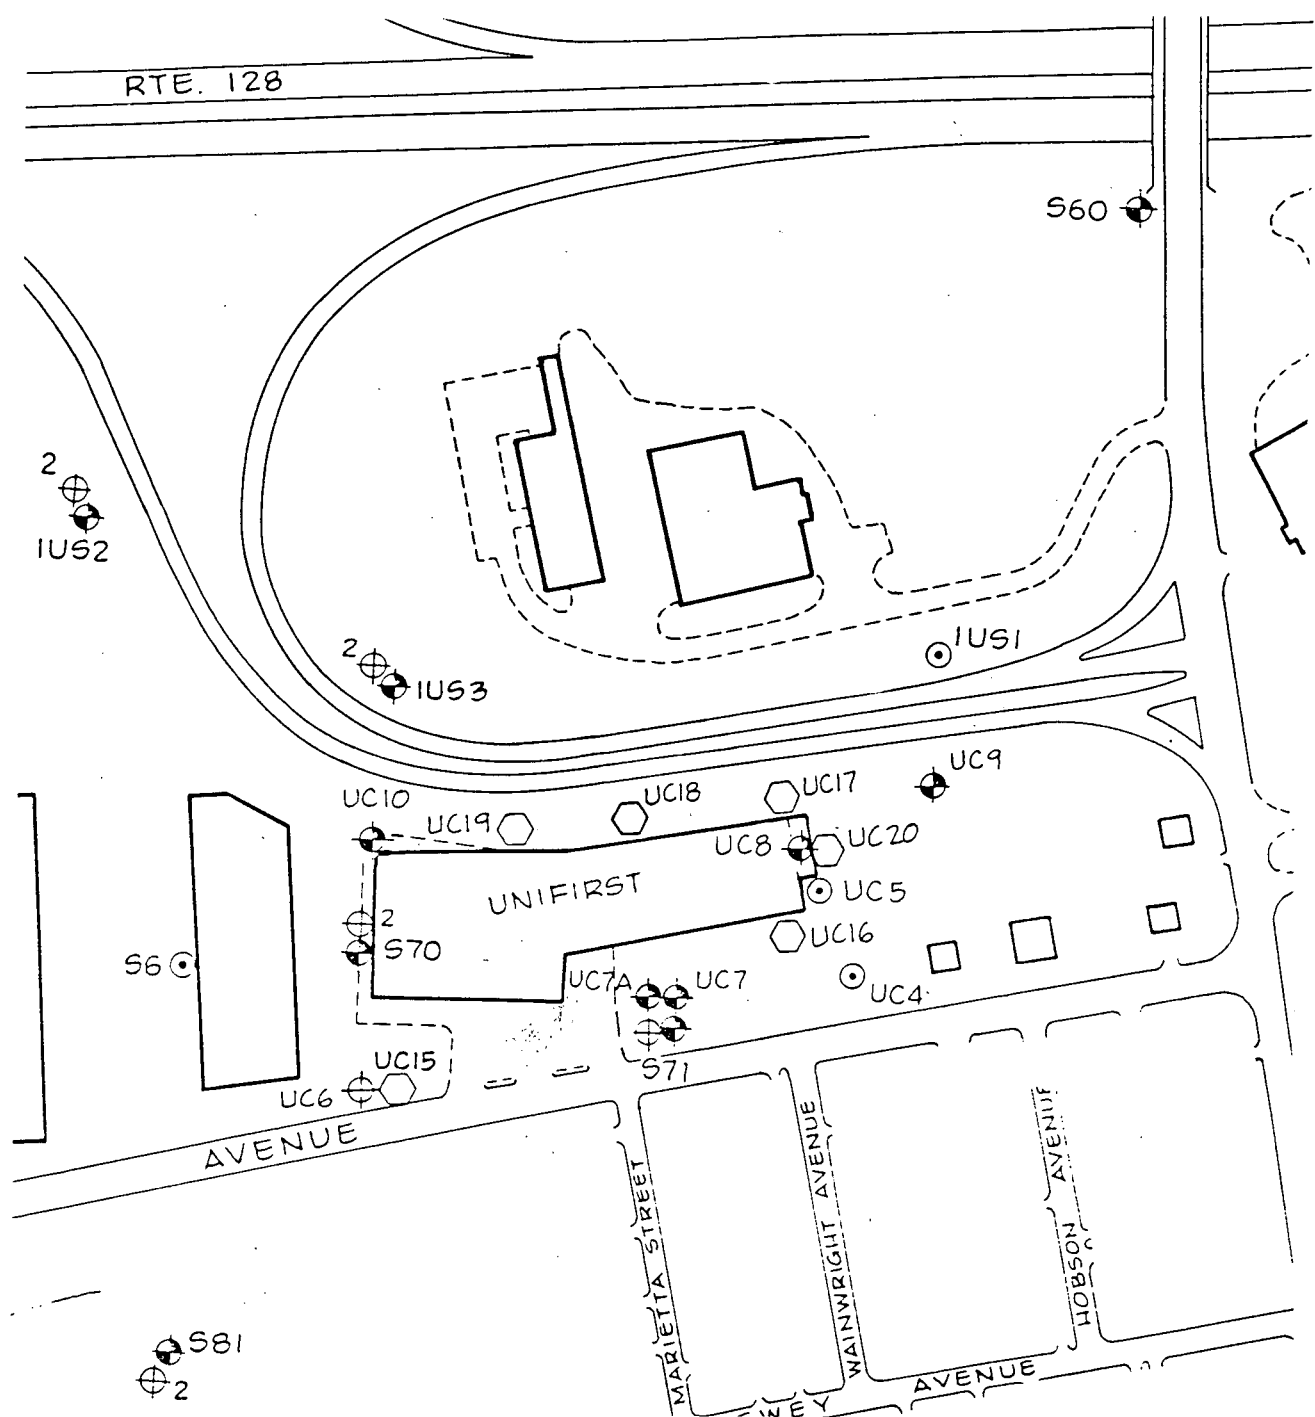 RTE. 128
S60
2
IUS2
2
IUS3
IUS1
UC9
UC10
UC19
UC18
UC17
UC8
UC20
UC5
UNIFIRST
2
S70
S6
UC16
UC7A
UC7
UC4
S71
UC15
UC6
AVENUE
MARIETTA STREET
WAINWRIGHT AVENUE
HOBSON AVENUE
S81
2
AVENUE